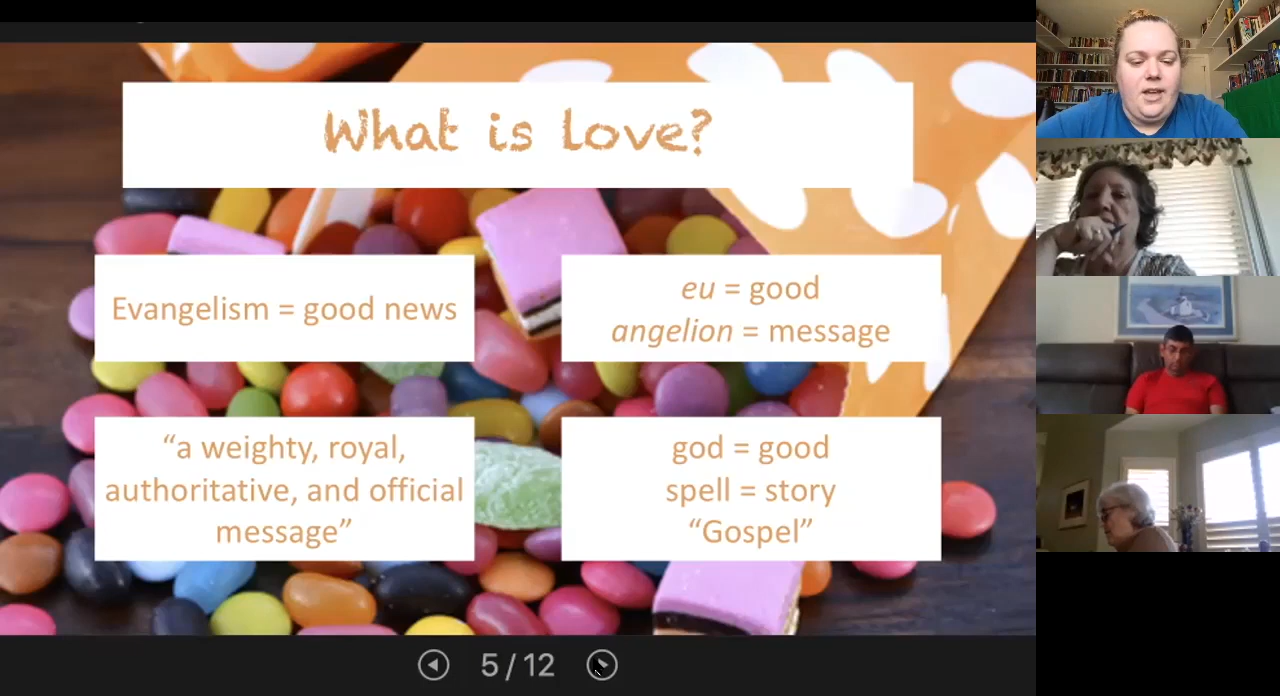 What is love?
Evangelism = good news
eu = good
angelion = message
“a weighty, royal,
authoritative, and official
message”
god = good
spell = story
“Gospel”
5 / 12